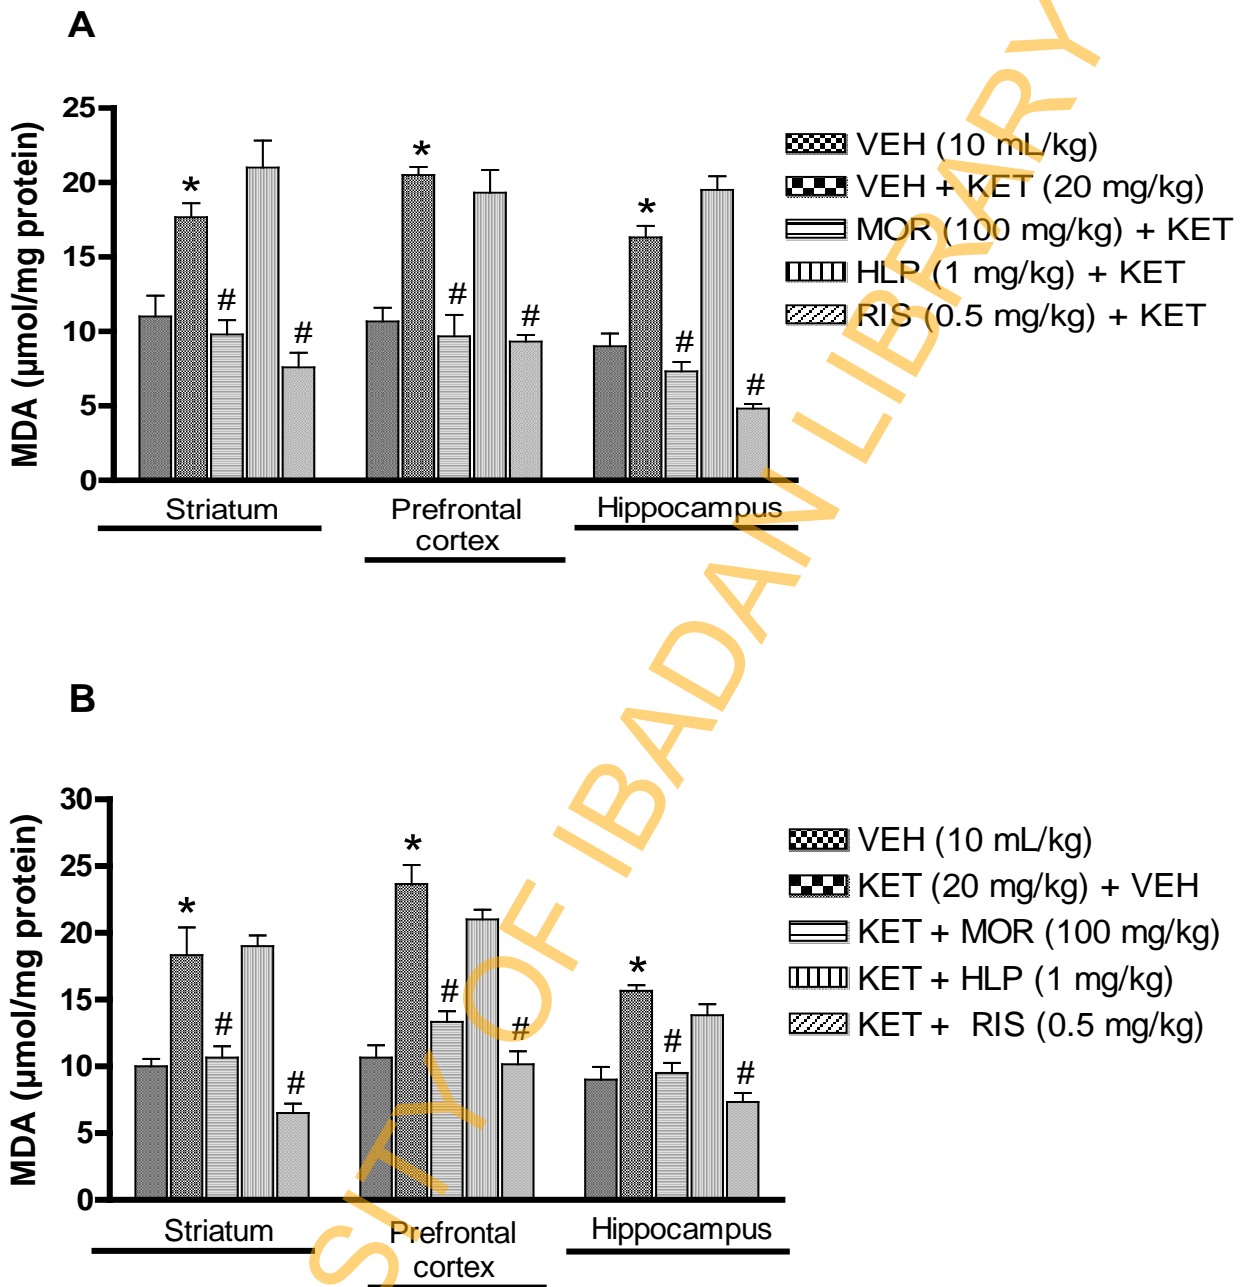 A
MDA (µmol/mg protein)
25
20
15
10
5
0
*
#
#
*
#
#
*
#
#
Striatum
Prefrontal
cortex
Hippocampus
VEH (10 mL/kg)
VEH + KET (20 mg/kg)
MOR (100 mg/kg) + KET
HLP (1 mg/kg) + KET
RIS (0.5 mg/kg) + KET
B
MDA (µmol/mg protein)
30
25
20
15
10
5
0
*
#
#
*
#
#
*
#
#
Striatum
Prefrontal
cortex
Hippocampus
VEH (10 mL/kg)
KET (20 mg/kg) + VEH
KET + MOR (100 mg/kg)
KET + HLP (1 mg/kg)
KET + RIS (0.5 mg/kg)
SITY OF IBADAN LIBRARY